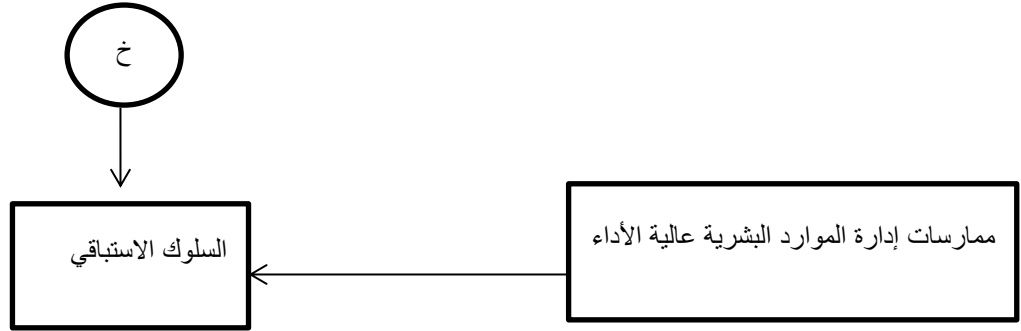 خ
ممارسات إدارة الموارد البشرية عالية الأداء
السلوك الاستباقي